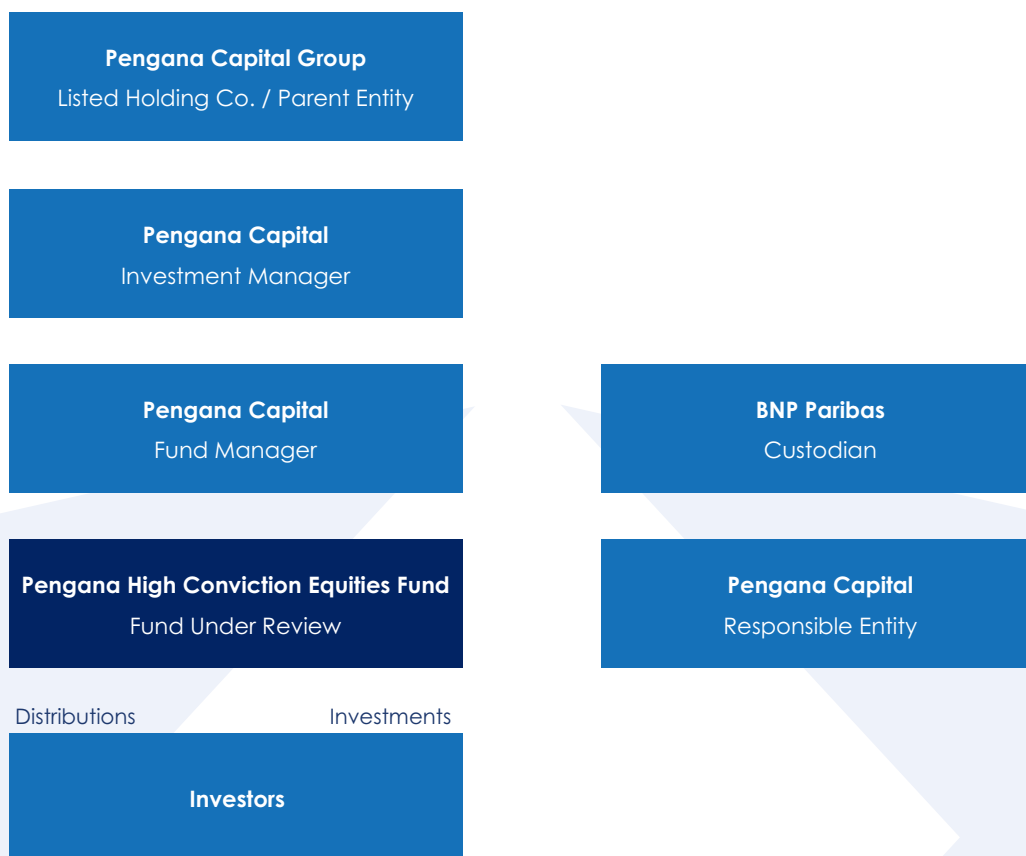 Pengana Capital Group
Listed Holding Co. / Parent Entity
Pengana Capital
Investment Manager
Pengana Capital
Fund Manager
BNP Paribas
Custodian
Pengana High Conviction Equities Fund
Fund Under Review
Pengana Capital
Responsible Entity
Distributions
Investments
Investors